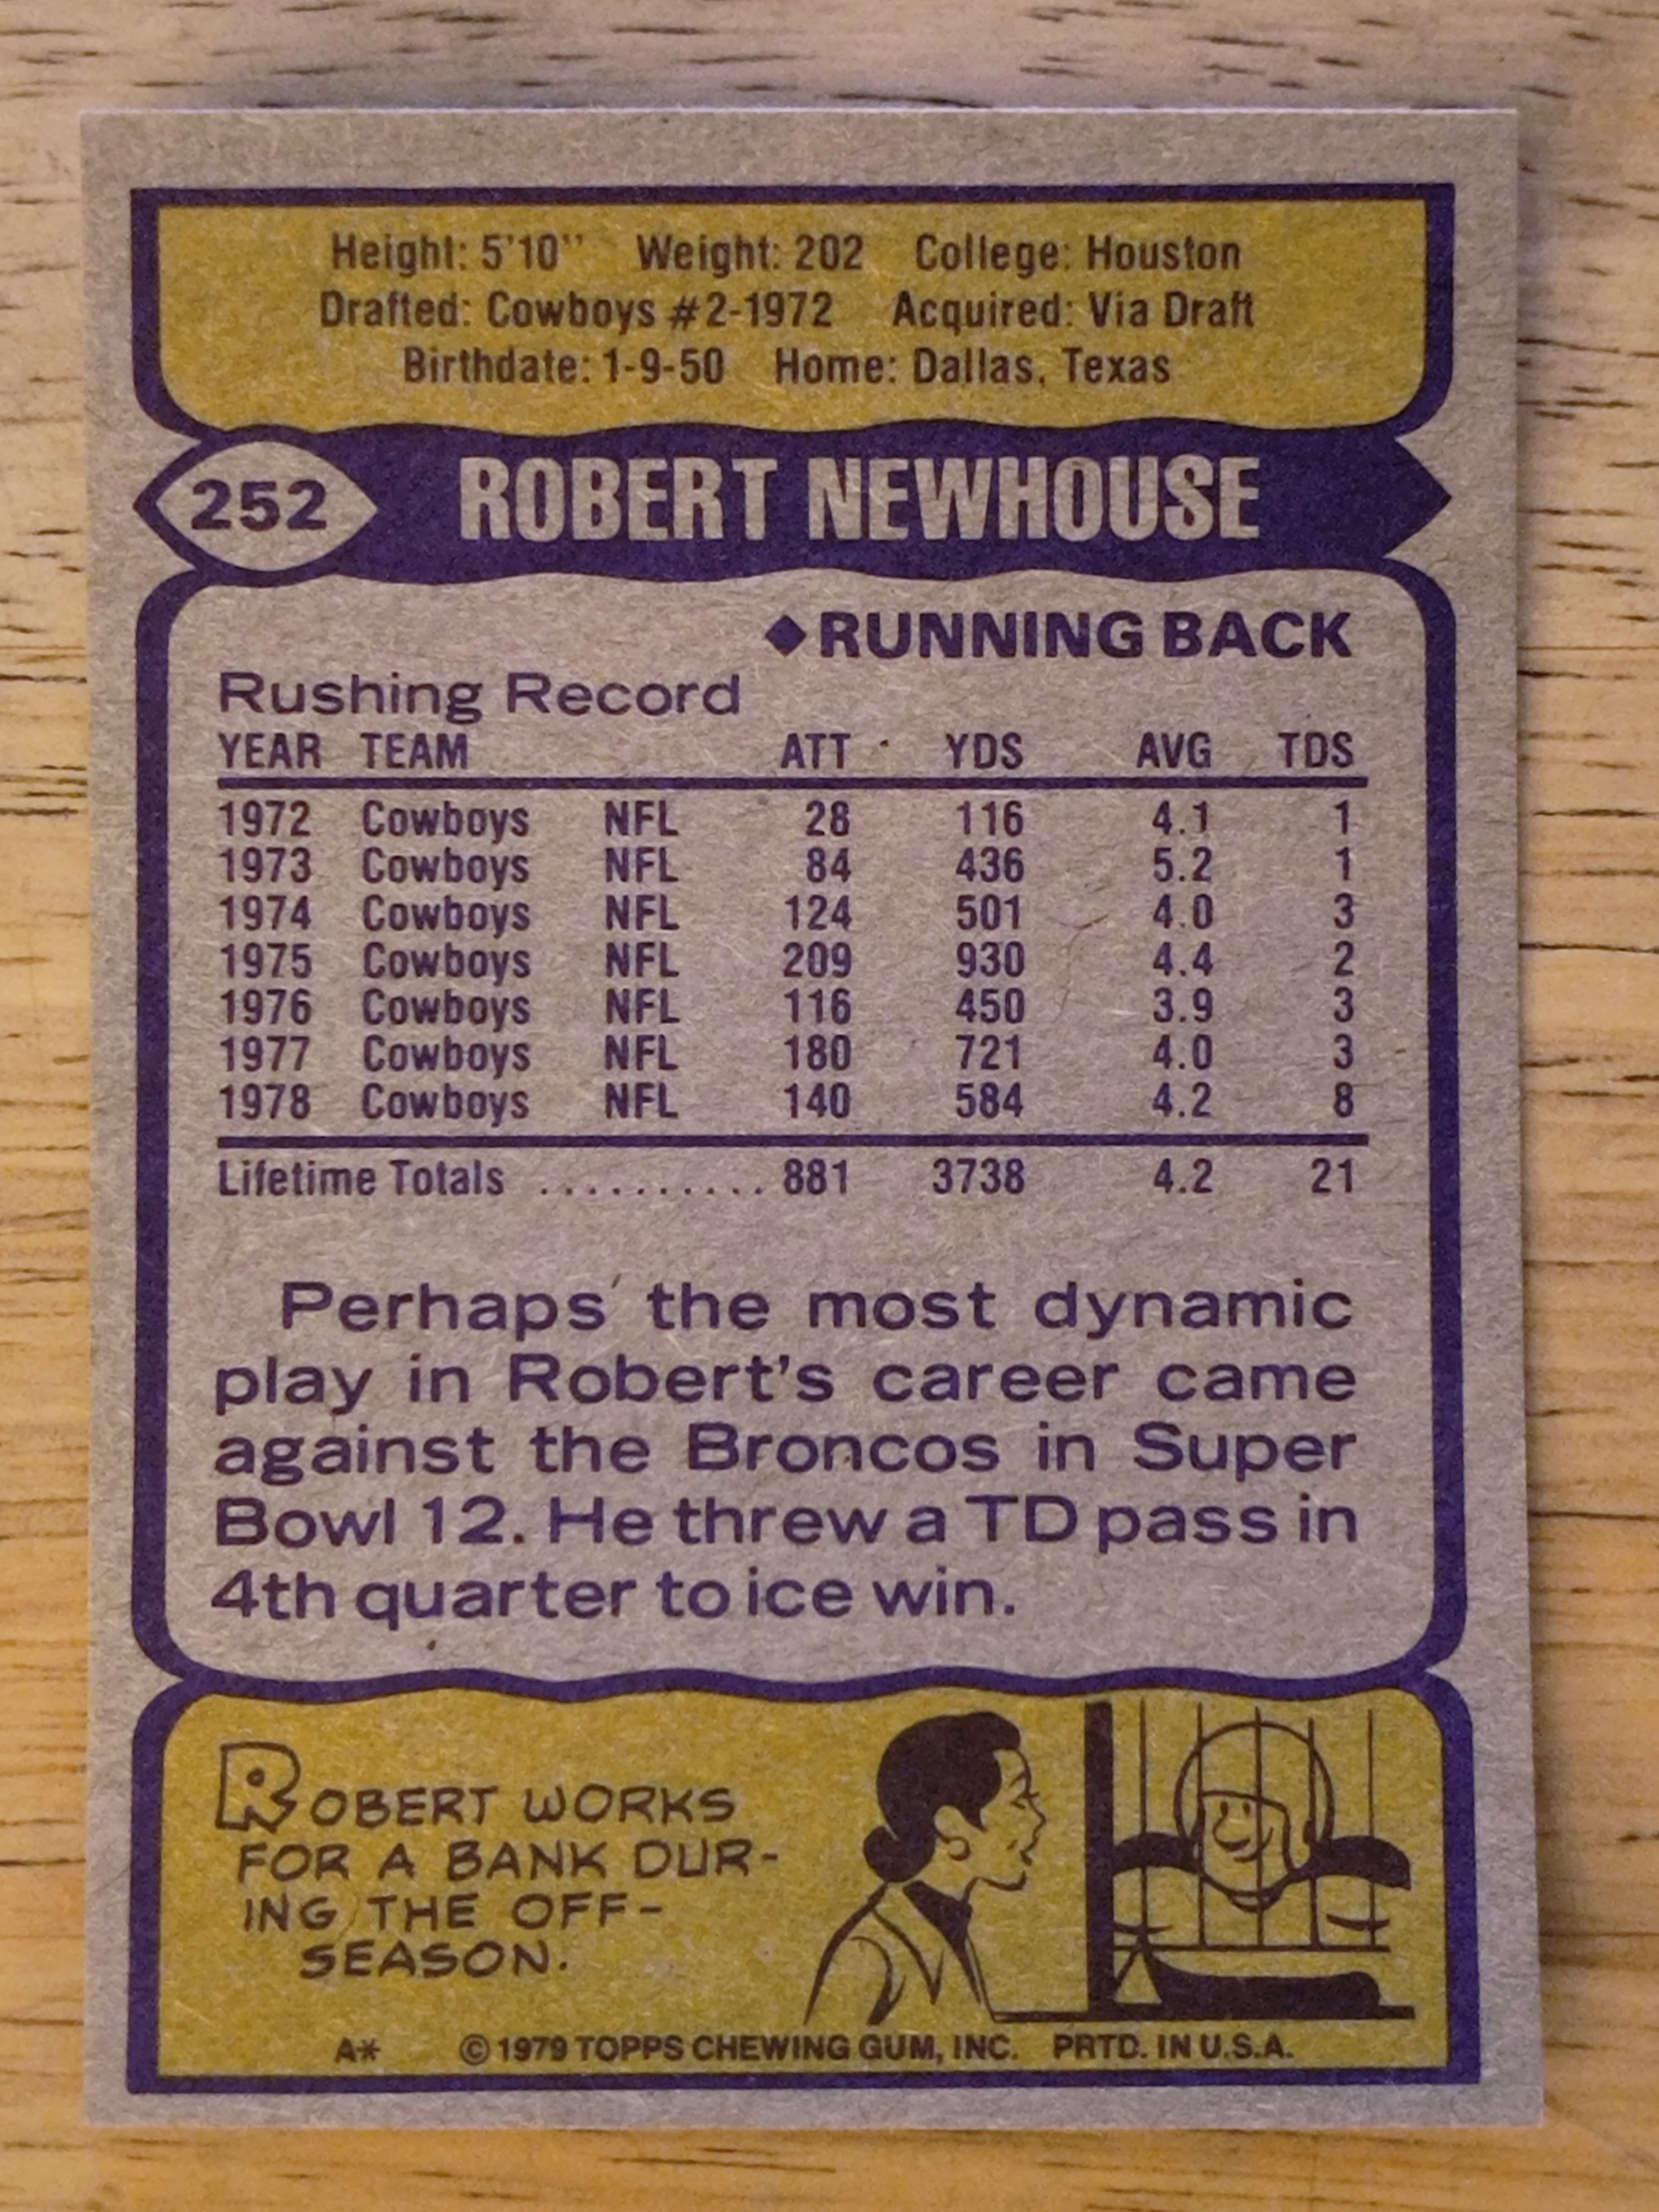 Height: 5'10" Weight: 202 College: Houston
Drafted: Cowboys #2-1972 Acquired: Via Draft
Birthdate: 1-9-50 Home: Dallas, Texas
252 ROBERT NEWHOUSE
◆RUNNING BACK
Rushing Record
YEAR TEAM ATT YDS AVG TDS
1972 Cowboys NFL 28 116 4.1 1
1973 Cowboys NFL 84 436 5.2 1
1974 Cowboys NFL 124 501 4.0 3
1975 Cowboys NFL 209 930 4.4 2
1976 Cowboys NFL 116 450 3.9 3
1977 Cowboys NFL 180 721 4.0 3
1978 Cowboys NFL 140 584 4.2 8
Lifetime Totals .......... 881 3738 4.2 21
Perhaps the most dynamic
play in Robert's career came
against the Broncos in Super
Bowl 12. He threw a TD pass in
4th quarter to ice win.
ROBERT WORKS
FOR A BANK DUR-
ING THE OFF-
SEASON.
A* © 1979 TOPPS CHEWING GUM, INC. PRTD. IN U.S.A.